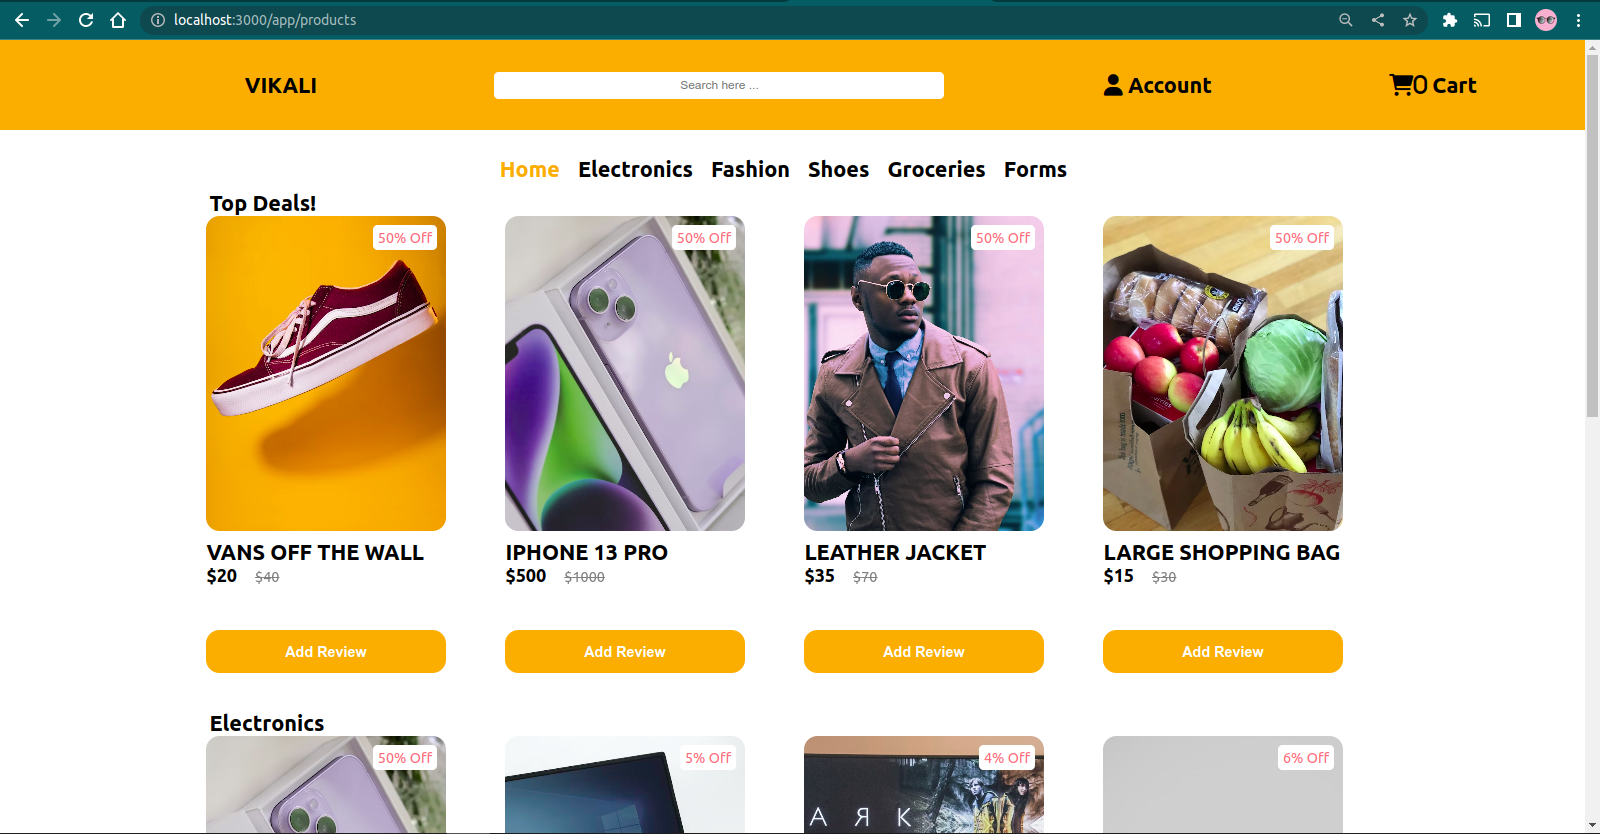 localhost:3000/app/products
VIKALI
Search here ...
Account
0 Cart
Home Electronics Fashion Shoes Groceries Forms
Top Deals!
50% Off 50% Off 50% Off 50% Off
VANS OFF THE WALL IPHONE 13 PRO LEATHER JACKET LARGE SHOPPING BAG
$20 $40 $500 $1000 $35 $70 $15 $30
Add Review Add Review Add Review Add Review
Electronics
50% Off 5% Off 4% Off 6% Off
А Я К